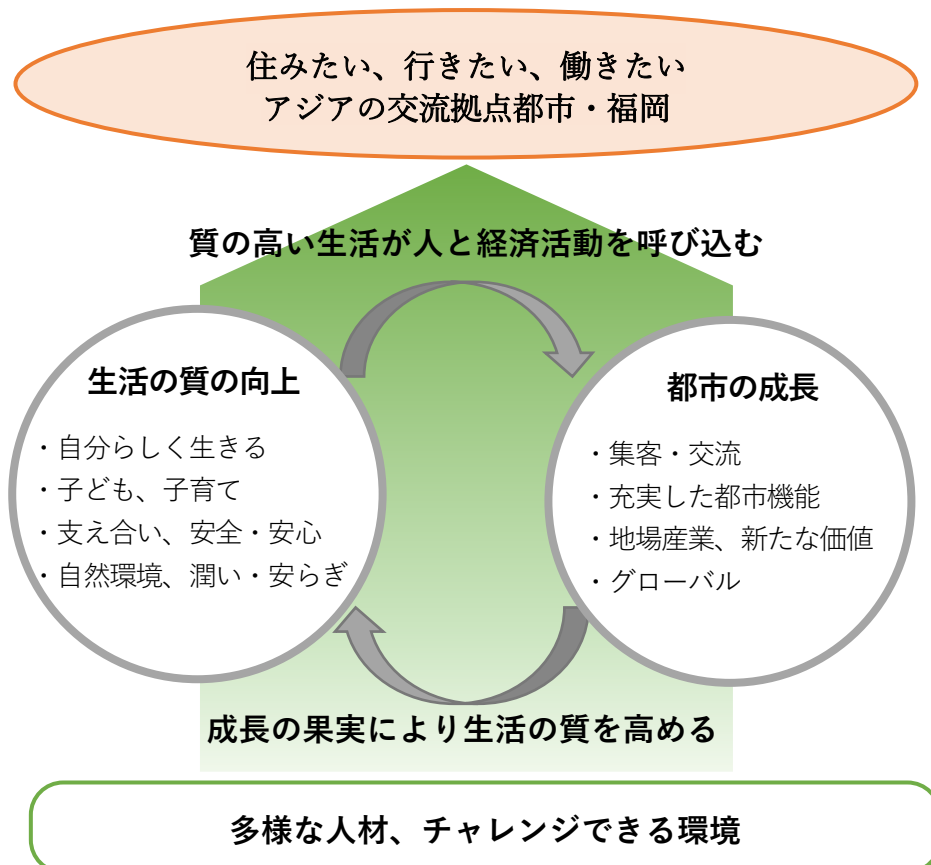 住みたい、行きたい、働きたい
アジアの交流拠点都市・福岡
質の高い生活が人と経済活動を呼び込む
生活の質の向上
・自分らしく生きる
・子ども、子育て
・支え合い、安全・安心
・自然環境、潤い・安らぎ
都市の成長
・集客・交流
・充実した都市機能
・地場産業、新たな価値
・グローバル
成長の果実により生活の質を高める
多様な人材、チャレンジできる環境